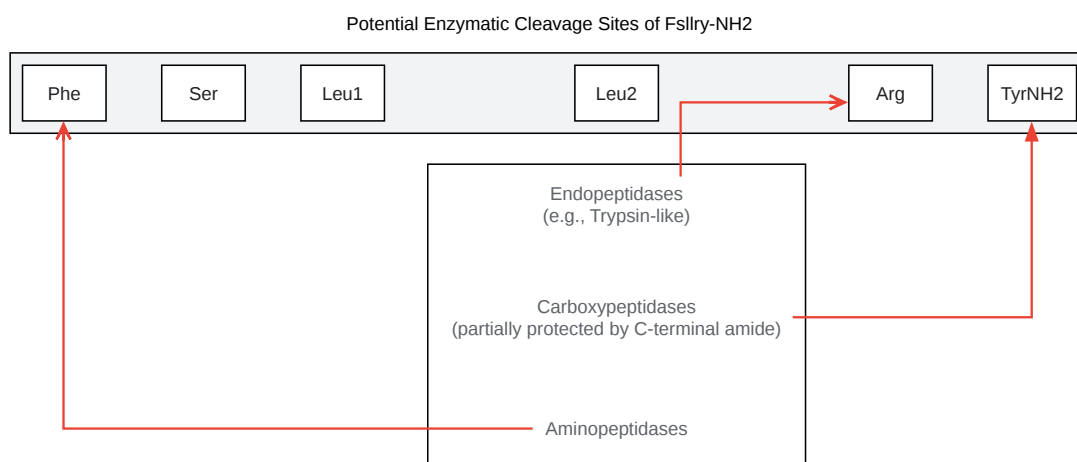 Potential Enzymatic Cleavage Sites of Fsllry-NH2
Phe
Ser
Leu1
Leu2
Arg
TyrNH2
Endopeptidases
(e.g., Trypsin-like)
Carboxypeptidases
(partially protected by C-terminal amide)
Aminopeptidases